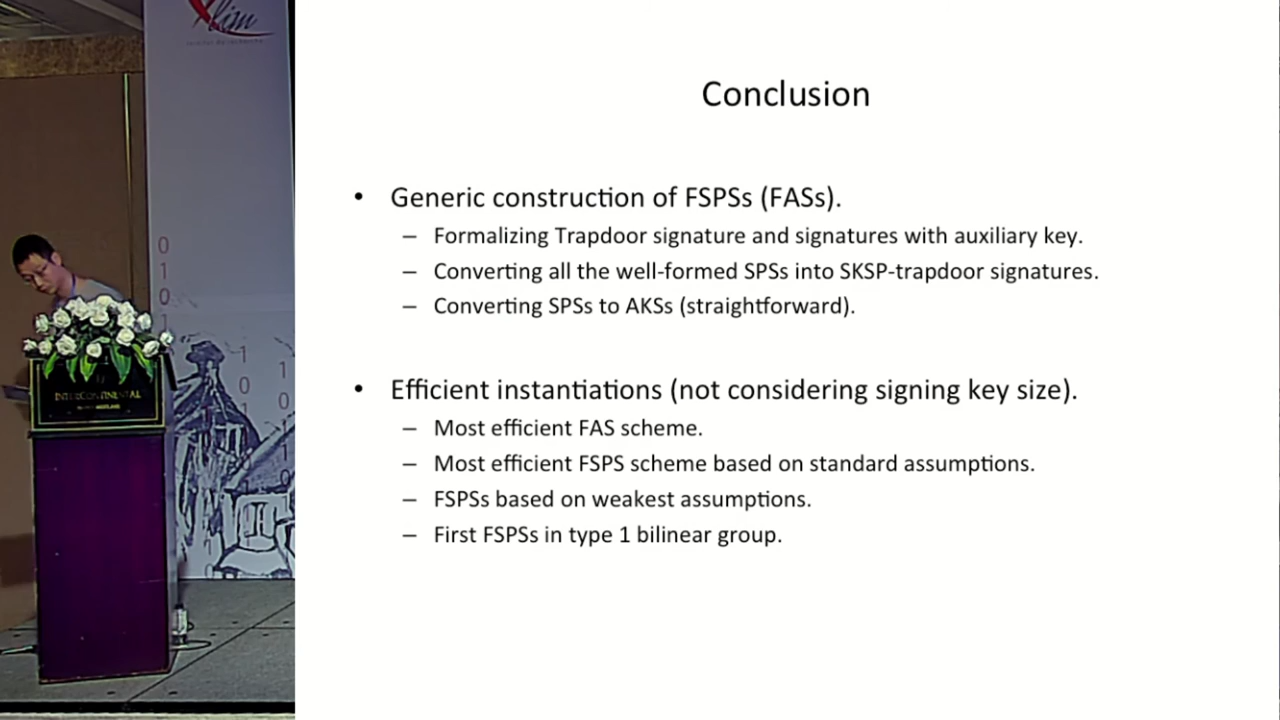 Xlim
Conclusion
• Generic construction of FSPSs (FASs).
– Formalizing Trapdoor signature and signatures with auxiliary key.
– Converting all the well-formed SPSs into SKSP-trapdoor signatures.
– Converting SPSs to AKSs (straightforward).
• Efficient instantiations (not considering signing key size).
– Most efficient FAS scheme.
– Most efficient FSPS scheme based on standard assumptions.
– FSPSs based on weakest assumptions.
– First FSPSs in type 1 bilinear group.
INTERCONTINENTAL